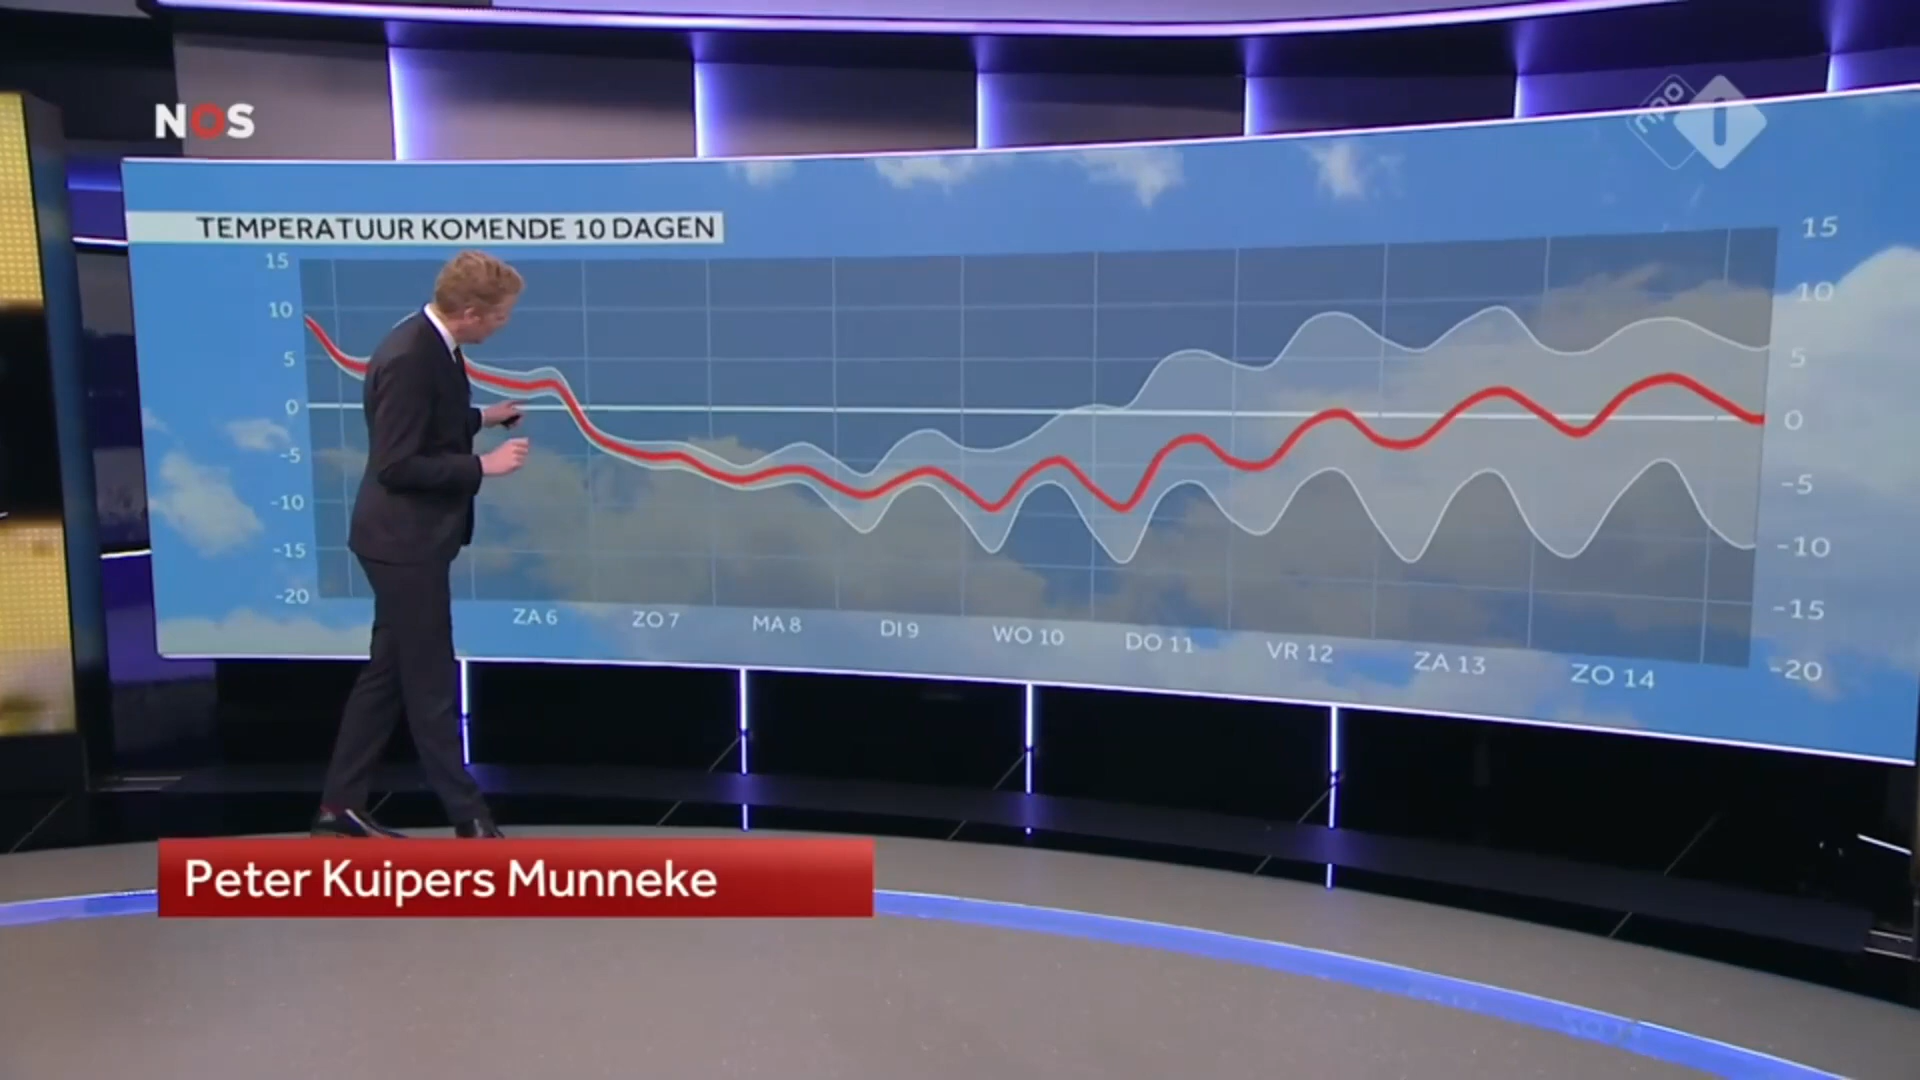 NOS
npo 1
TEMPERATUUR KOMENDE 10 DAGEN
15
10
5
0
-5
-10
-15
-20
15
10
5
0
-5
-10
-15
-20
ZA 6
ZO 7
MA 8
DI 9
WO 10
DO 11
VR 12
ZA 13
ZO 14
Peter Kuipers Munneke